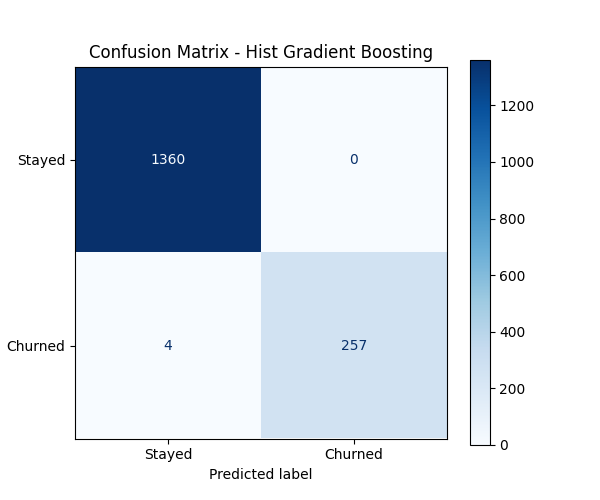 Confusion Matrix - Hist Gradient Boosting
Stayed
1360
0
Churned
4
257
Stayed
Churned
Predicted label
1200
1000
800
600
400
200
0